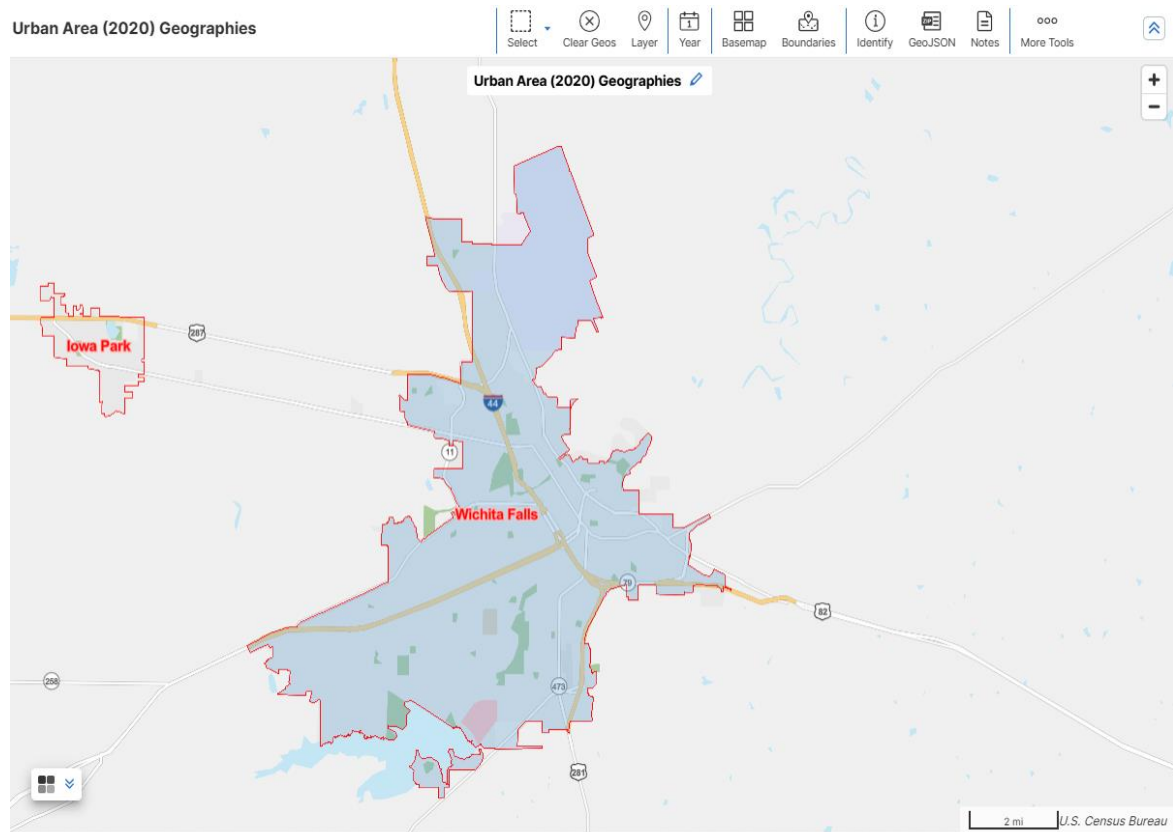 Urban Area (2020) Geographies
Select
Clear Geos
Layer
1
Year
Basemap
Boundaries
Identify
GeoJSON
Notes
More Tools
Urban Area (2020) Geographies
+
−
287
Iowa Park
44
11
Wichita Falls
79
82
258
473
281
2 mi
U.S. Census Bureau